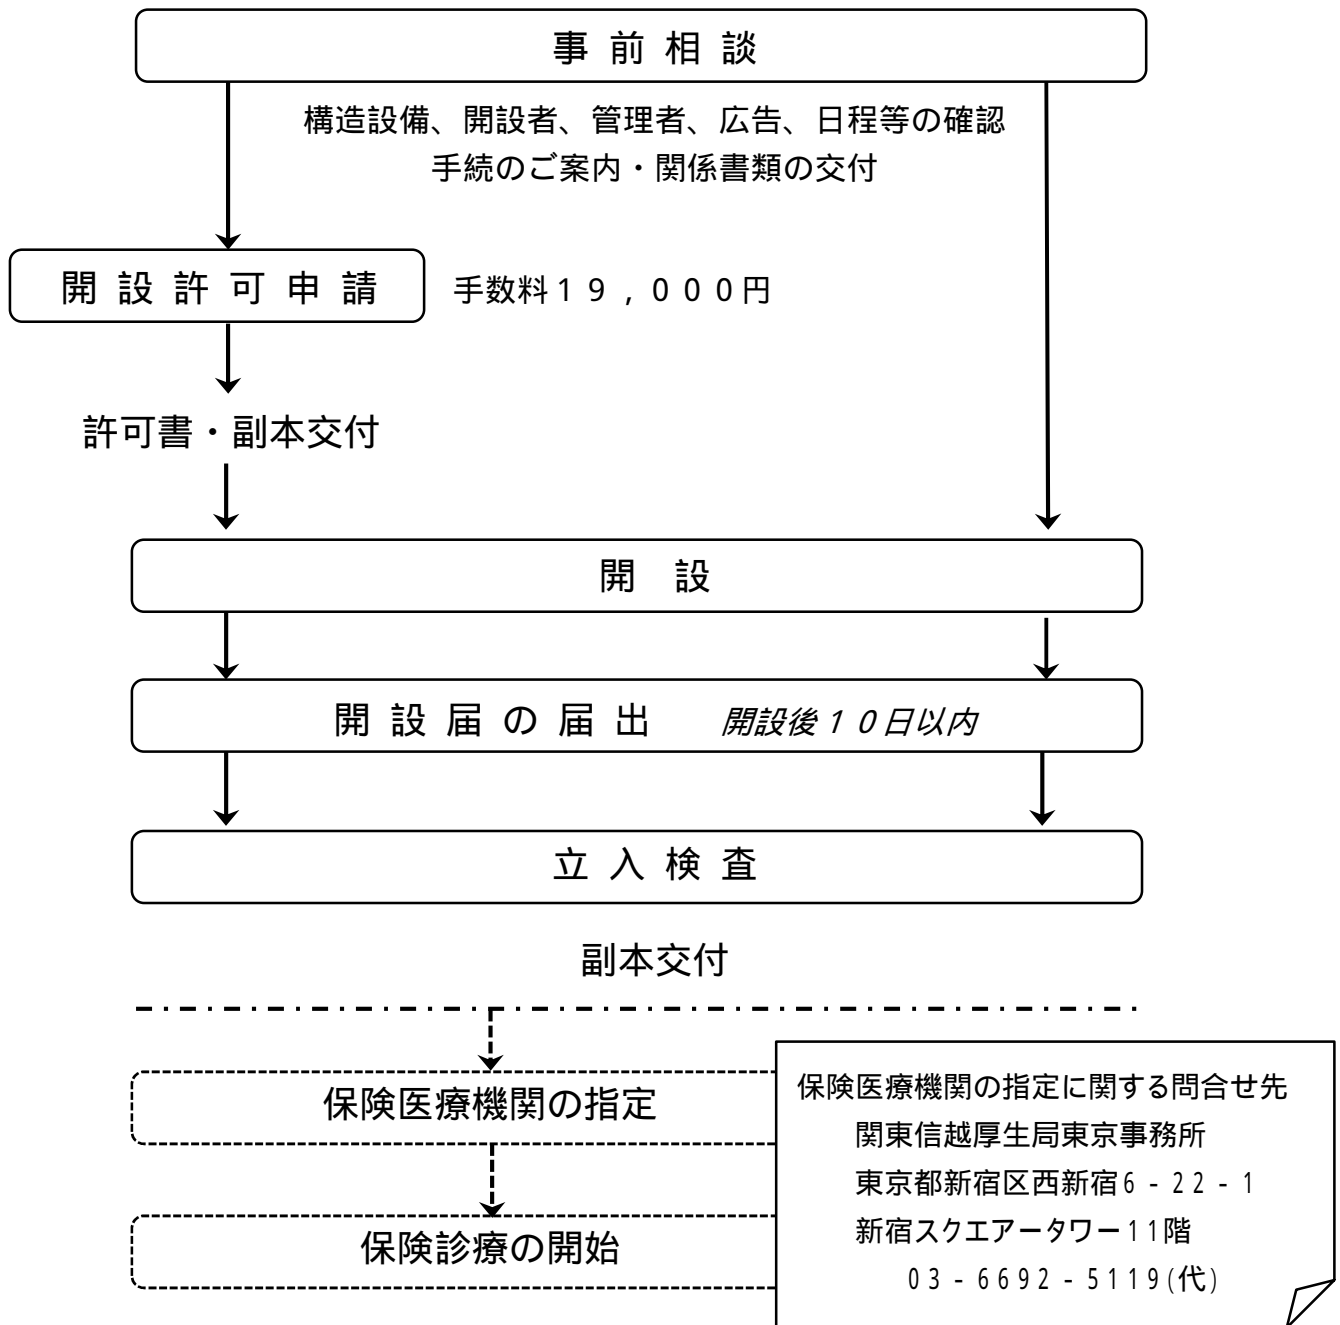 事前相談
構造設備、開設者、管理者、広告、日程等の確認
手続のご案内・関係書類の交付
開設許可申請
手数料19,000円
許可書・副本交付
開　設
開設届の届出　開設後10日以内
立入検査
副本交付
保険医療機関の指定
保険診療の開始
保険医療機関の指定に関する問合せ先
関東信越厚生局東京事務所
東京都新宿区西新宿6-22-1
新宿スクエアータワー11階
03-6692-5119(代)